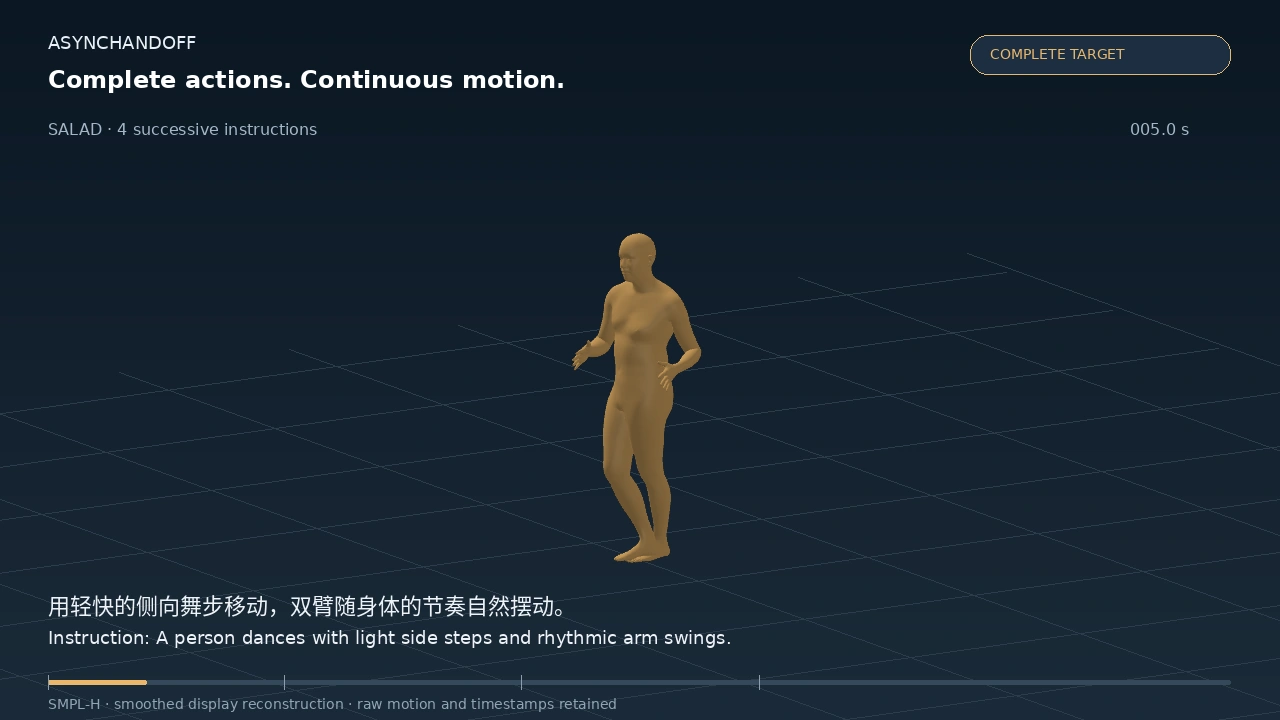 ASYNCHANDOFF
COMPLETE TARGET
Complete actions. Continuous motion.
SALAD · 4 successive instructions
005.0 s
用轻快的侧向舞步移动，双臂随身体的节奏自然摆动。
Instruction: A person dances with light side steps and rhythmic arm swings.
SMPL-H · smoothed display reconstruction · raw motion and timestamps retained